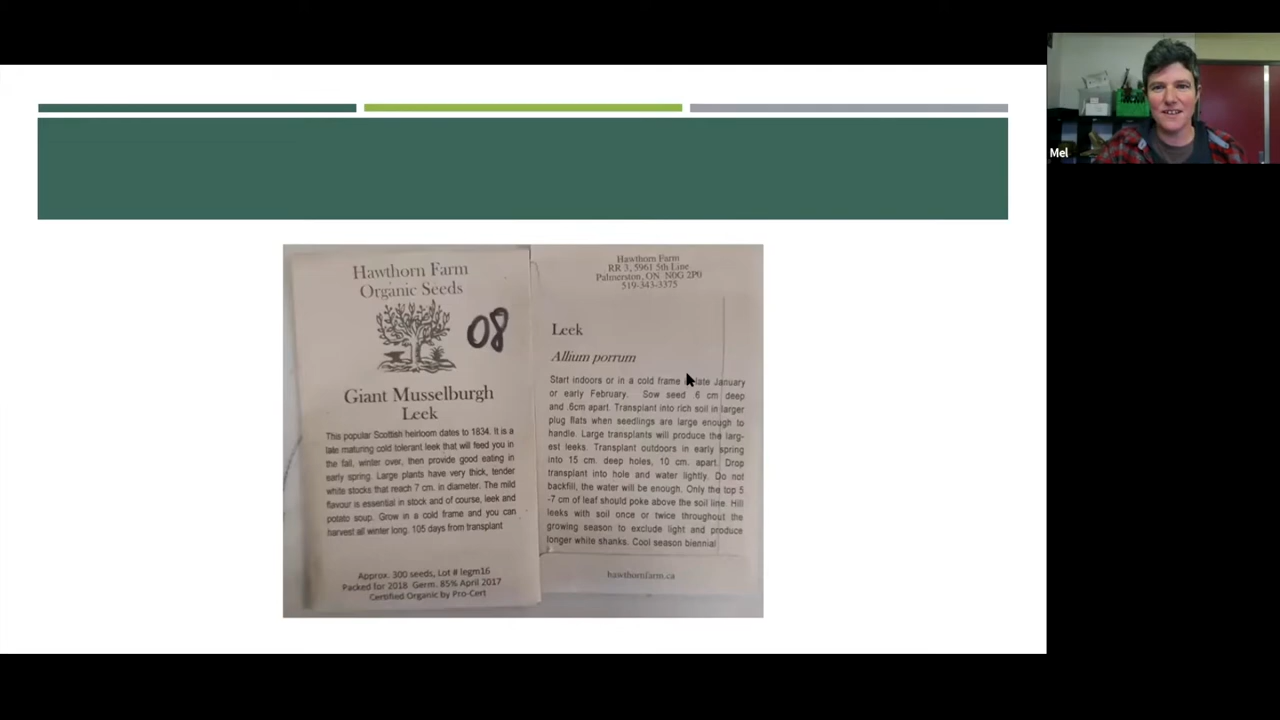 Mel
Hawthorn Farm
Organic Seeds
08
Giant Musselburgh
Leek
This popular Scottish heirloom dates to 1834. It is a
late maturing cold tolerant leek that will feed you in
the fall, winter over, then provide good eating in
early spring. Large plants have very thick, tender
white stocks that reach 7 cm. in diameter. The mild
flavour is essential in stock and of course, leek and
potato soup. Grow in a cold frame and you can
harvest all winter long. 105 days from transplant
Approx. 300 seeds, Lot # legm16
Packed for 2018 Germ. 85% April 2017
Certified Organic by Pro-Cert
Hawthorn Farm
RR 3, 5961 5th Line
Palmerston, ON N0G 2P0
519-343-3375
Leek
Allium porrum
Start indoors or in a cold frame late January
or early February. Sow seed .6 cm deep
and .6cm apart. Transplant into rich soil in larger
plug flats when seedlings are large enough to
handle. Large transplants will produce the larg-
est leeks. Transplant outdoors in early spring
into 15 cm. deep holes, 10 cm. apart. Drop
transplant into hole and water lightly. Do not
backfill, the water will be enough. Only the top 5
-7 cm of leaf should poke above the soil line. Hill
leeks with soil once or twice throughout the
growing season to exclude light and produce
longer white shanks. Cool season biennial
hawthornfarm.ca